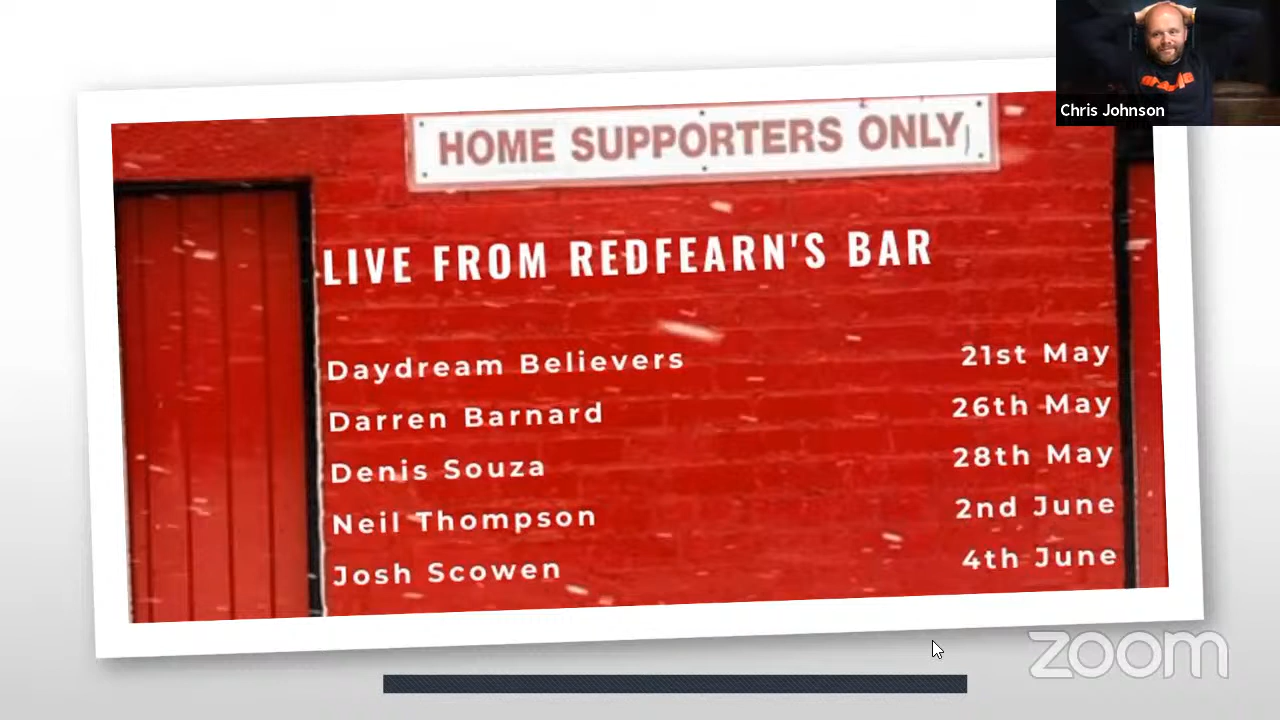 Chris Johnson
HOME SUPPORTERS ONLY
LIVE FROM REDFEARN'S BAR
Daydream Believers 21st May
Darren Barnard 26th May
Denis Souza 28th May
Neil Thompson 2nd June
Josh Scowen 4th June
zoom